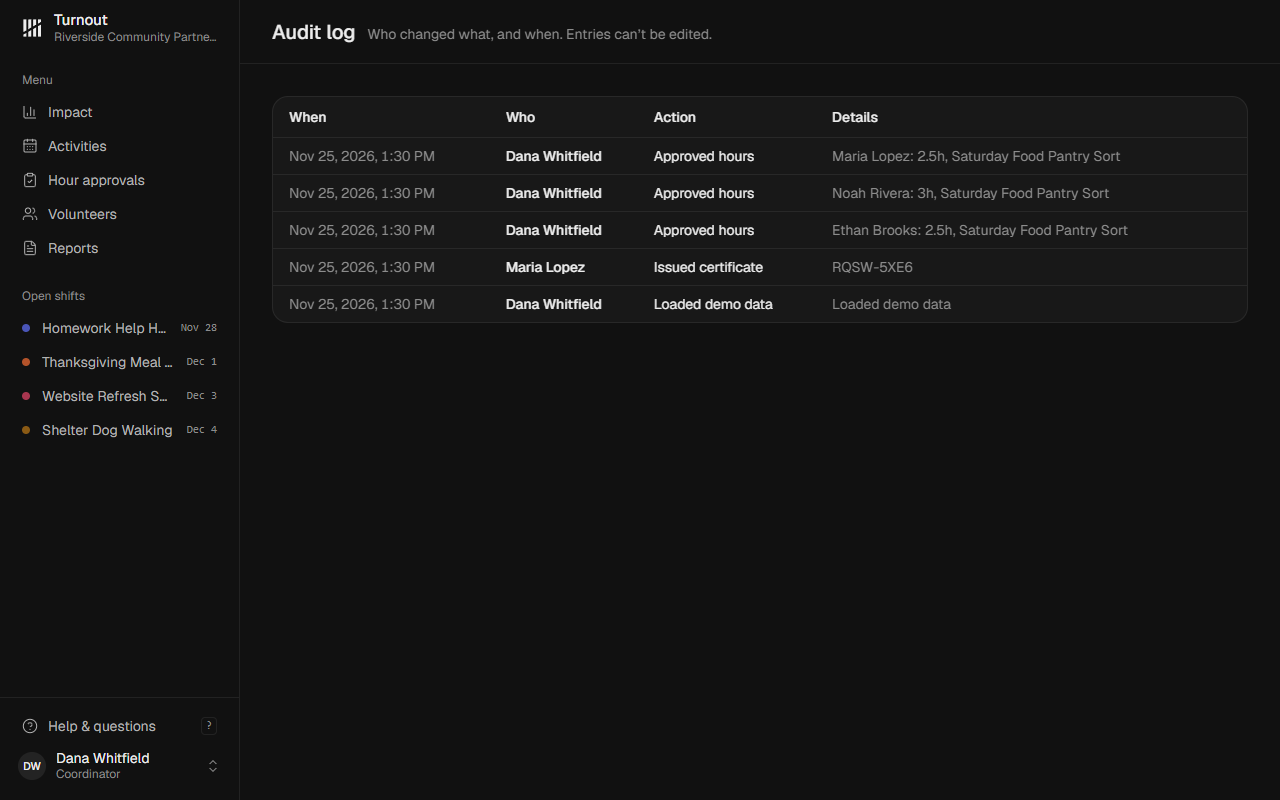 Turnout
Riverside Community Partne…
Menu
Impact
Activities
Hour approvals
Volunteers
Reports
Open shifts
Homework Help H… Nov 28
Thanksgiving Meal … Dec 1
Website Refresh S… Dec 3
Shelter Dog Walking Dec 4
Help & questions ?
DW Dana Whitfield
Coordinator
Audit log Who changed what, and when. Entries can't be edited.
When Who Action Details
Nov 25, 2026, 1:30 PM Dana Whitfield Approved hours Maria Lopez: 2.5h, Saturday Food Pantry Sort
Nov 25, 2026, 1:30 PM Dana Whitfield Approved hours Noah Rivera: 3h, Saturday Food Pantry Sort
Nov 25, 2026, 1:30 PM Dana Whitfield Approved hours Ethan Brooks: 2.5h, Saturday Food Pantry Sort
Nov 25, 2026, 1:30 PM Maria Lopez Issued certificate RQSW-5XE6
Nov 25, 2026, 1:30 PM Dana Whitfield Loaded demo data Loaded demo data